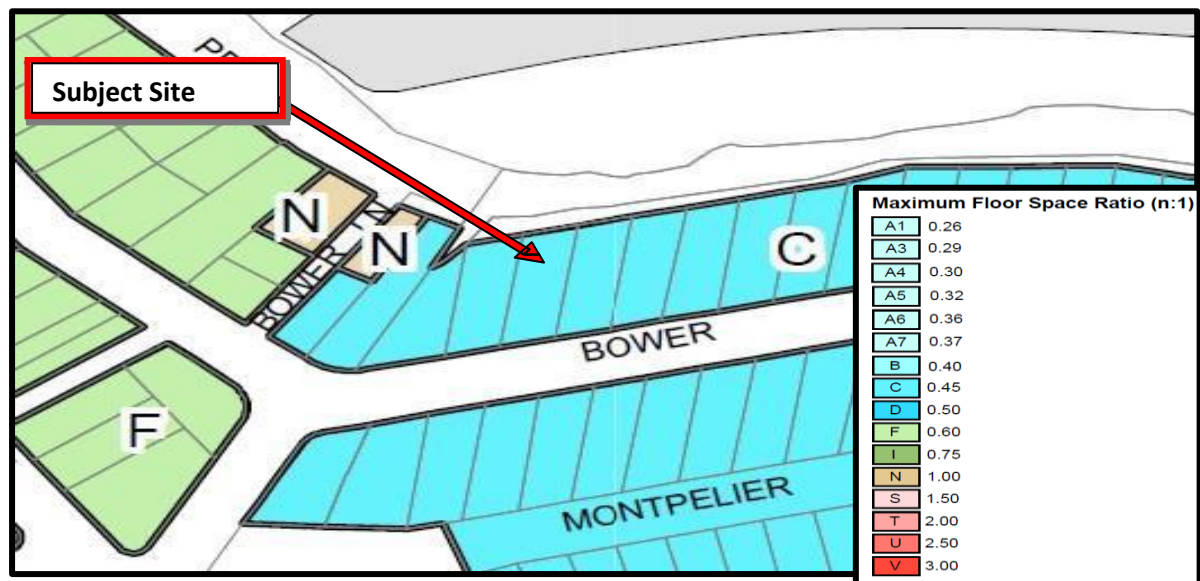 Subject Site
N
N
BOWER
C
BOWER
F
MONTPELIER
Maximum Floor Space Ratio (n:1)
A1 0.26
A3 0.29
A4 0.30
A5 0.32
A6 0.36
A7 0.37
B 0.40
C 0.45
D 0.50
F 0.60
I 0.75
N 1.00
S 1.50
T 2.00
U 2.50
V 3.00